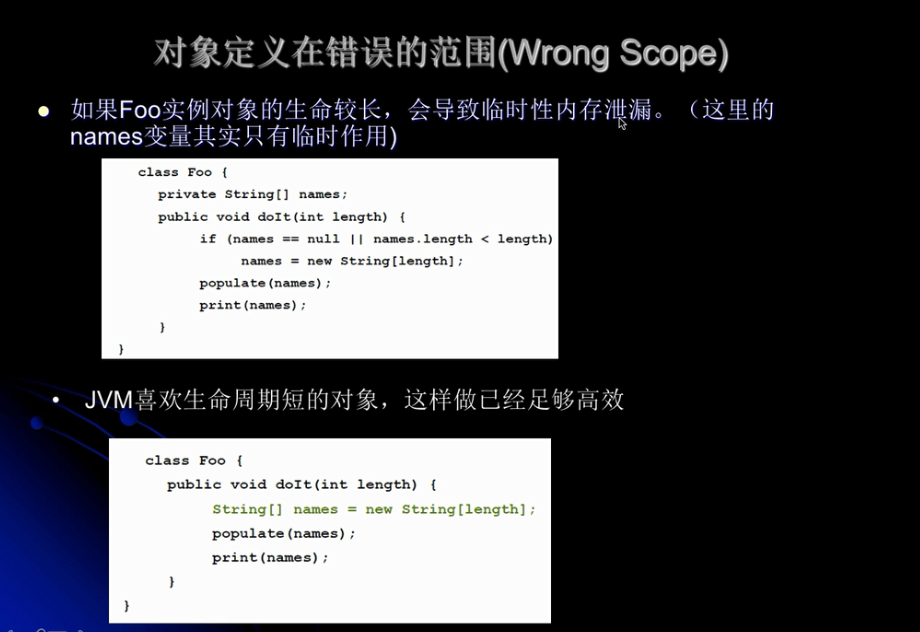 对象定义在错误的范围(Wrong Scope)
如果Foo实例对象的生命较长，会导致临时性内存泄漏。（这里的
names变量其实只有临时作用)
class Foo {
private String[] names;
public void doIt(int length) {
if (names == null || names.length < length)
names = new String[length];
populate(names);
print(names);
}
}
JVM喜欢生命周期短的对象，这样做已经足够高效
class Foo {
public void doIt(int length) {
String[] names = new String[length];
populate(names);
print(names);
}
}